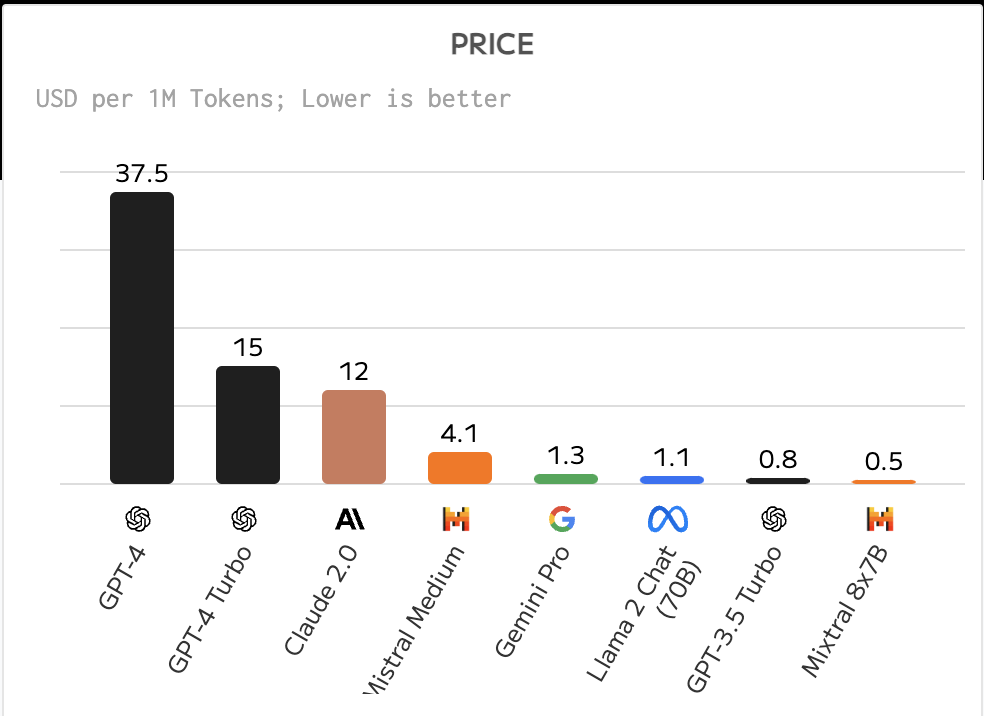 PRICE
USD per 1M Tokens; Lower is better
37.5
15
12
4.1
1.3
1.1
0.8
0.5
GPT-4
GPT-4 Turbo
Claude 2.0
Mistral Medium
Gemini Pro
Llama 2 Chat
(70B)
GPT-3.5 Turbo
Mixtral 8x7B